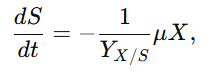 dS/dt = − 1/Y_{X/S} μX,